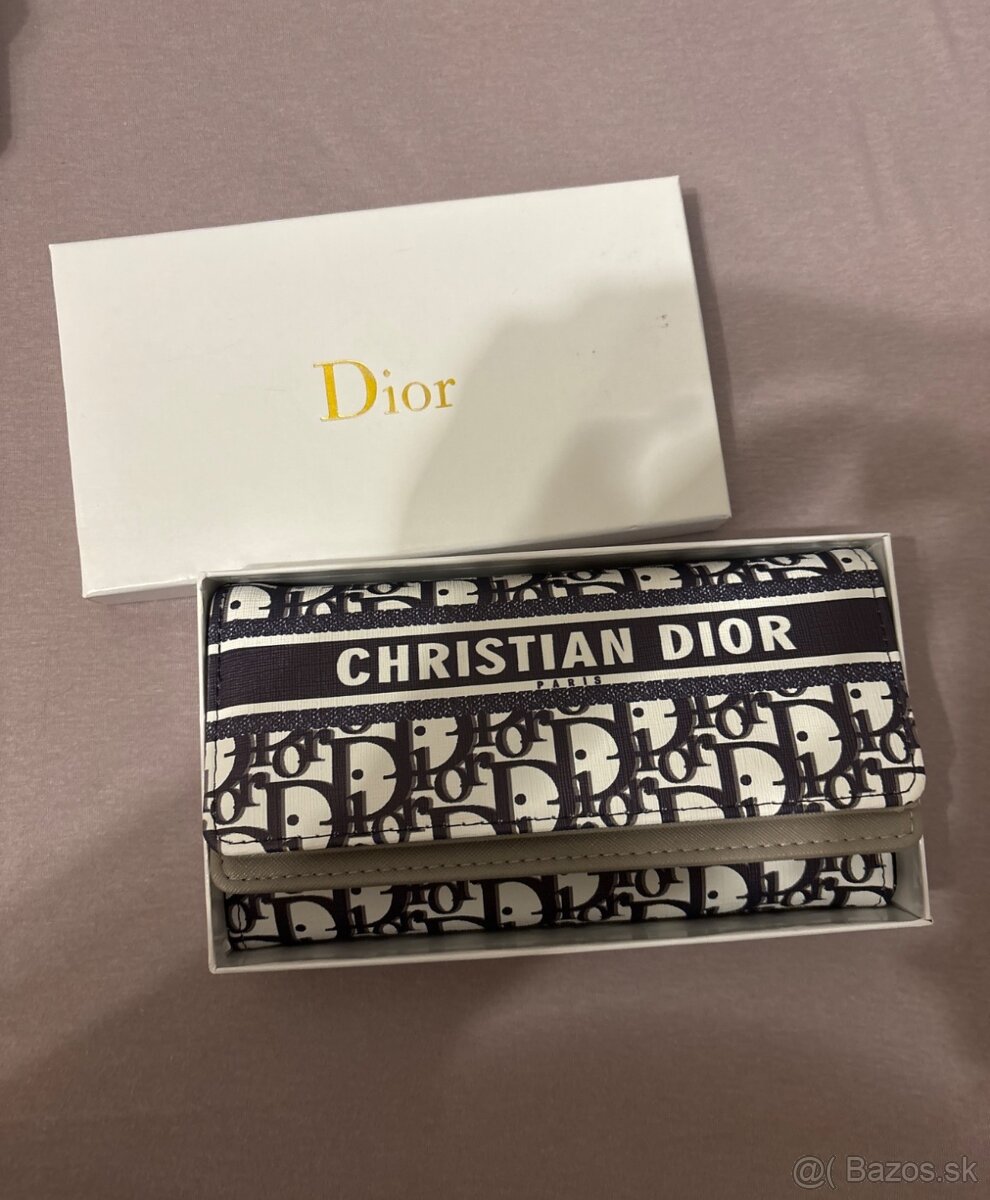 Dior
CHRISTIAN DIOR
PARIS
@( Bazos.sk